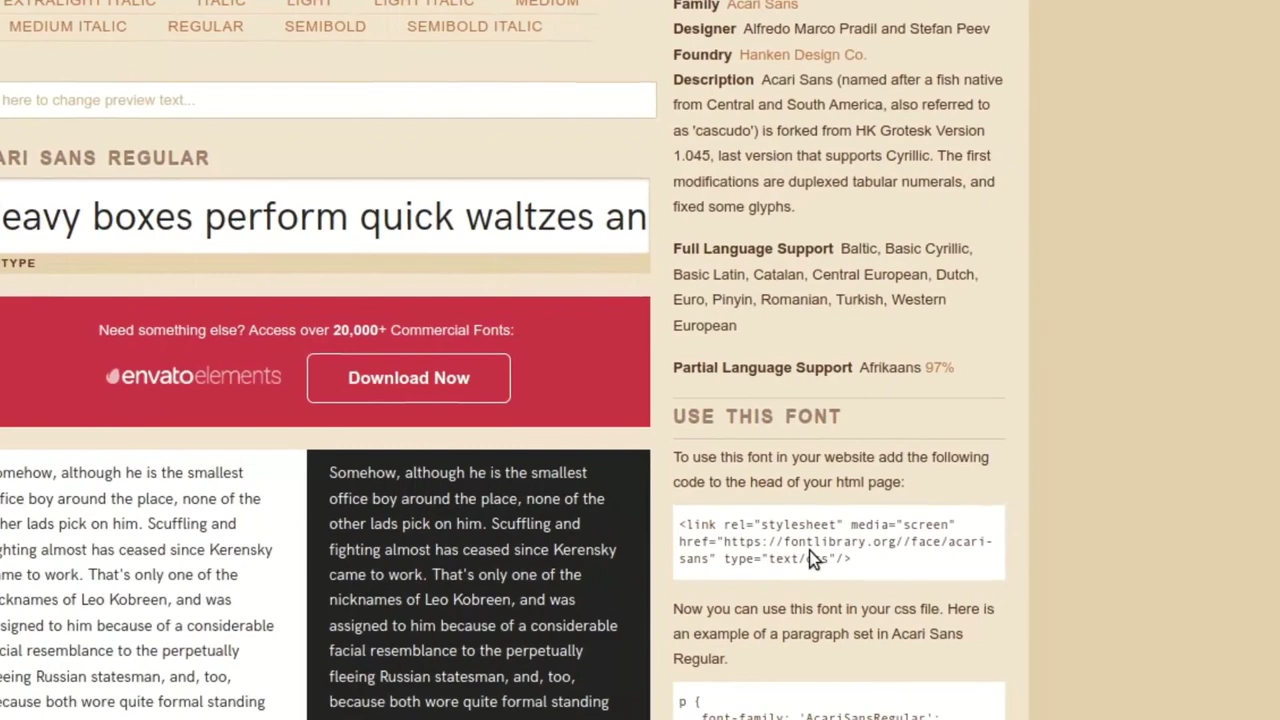 EXTRALIGHT ITALIC ITALIC LIGHT LIGHT ITALIC MEDIUM
MEDIUM ITALIC REGULAR SEMIBOLD SEMIBOLD ITALIC
here to change preview text...
ARI SANS REGULAR
eavy boxes perform quick waltzes an
TYPE
Need something else? Access over 20,000+ Commercial Fonts:
envatoelements
Download Now
omehow, although he is the smallest
ffice boy around the place, none of the
her lads pick on him. Scuffling and
ghting almost has ceased since Kerensky
ame to work. That's only one of the
cknames of Leo Kobreen, and was
ssigned to him because of a considerable
acial resemblance to the perpetually
eeing Russian statesman, and, too,
ecause both wore quite formal standing
Somehow, although he is the smallest
office boy around the place, none of the
other lads pick on him. Scuffling and
fighting almost has ceased since Kerensky
came to work. That's only one of the
nicknames of Leo Kobreen, and was
assigned to him because of a considerable
facial resemblance to the perpetually
fleeing Russian statesman, and, too,
because both wore quite formal standing
Family Acari Sans
Designer Alfredo Marco Pradil and Stefan Peev
Foundry Hanken Design Co.
Description Acari Sans (named after a fish native
from Central and South America, also referred to
as 'cascudo') is forked from HK Grotesk Version
1.045, last version that supports Cyrillic. The first
modifications are duplexed tabular numerals, and
fixed some glyphs.
Full Language Support Baltic, Basic Cyrillic,
Basic Latin, Catalan, Central European, Dutch,
Euro, Pinyin, Romanian, Turkish, Western
European
Partial Language Support Afrikaans 97%
USE THIS FONT
To use this font in your website add the following
code to the head of your html page:
<link rel="stylesheet" media="screen"
href="https://fontlibrary.org//face/acari-
sans" type="text/css"/>
Now you can use this font in your css file. Here is
an example of a paragraph set in Acari Sans
Regular.
p {
font-family: 'AcariSansRegular';